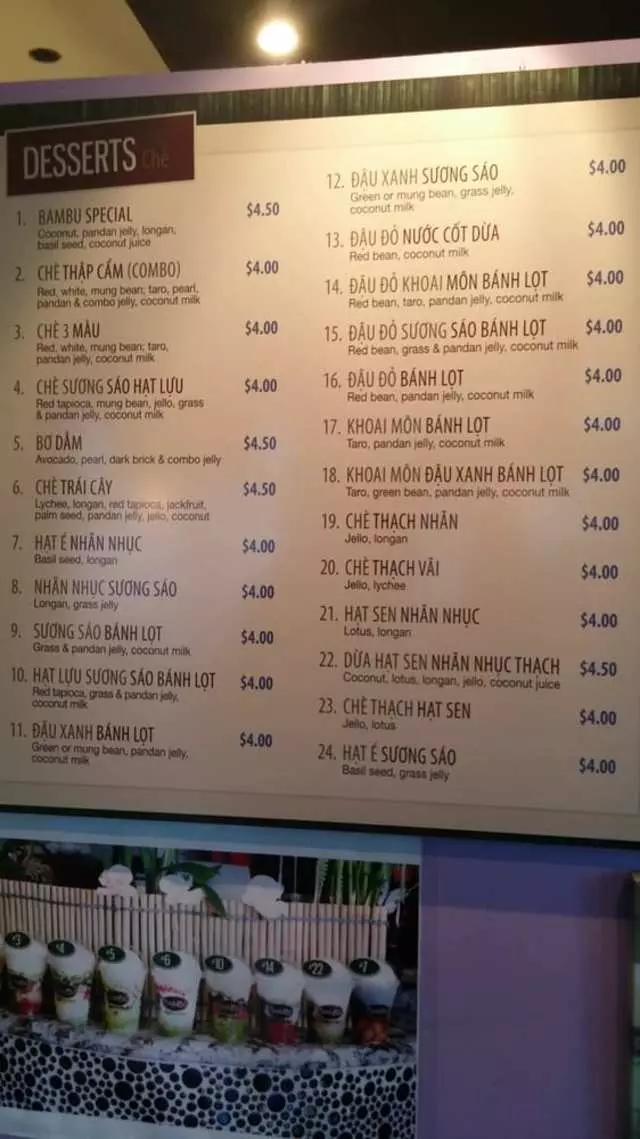 DESSERTS Chè
1. BAMBU SPECIAL $4.50
Coconut, pandan jelly, longan,
basil seed, coconut juice
2. CHÈ THẬP CẨM (COMBO) $4.00
Red, white, mung bean; taro, pearl,
pandan & combo jelly, coconut milk
3. CHÈ 3 MÀU $4.00
Red, white, mung bean; taro,
pandan jelly, coconut milk
4. CHÈ SƯƠNG SÁO HẠT LỰU $4.00
Red tapioca, mung bean, jello, grass
& pandan jelly, coconut milk
5. BƠ DẦM $4.50
Avocado, pearl, dark brick & combo jelly
6. CHÈ TRÁI CÂY $4.50
Lychee, longan, red tapioca, jackfruit,
palm seed, pandan jelly, jello, coconut
7. HẠT É NHÃN NHỤC $4.00
Basil seed, longan
8. NHÃN NHỤC SƯƠNG SÁO $4.00
Longan, grass jelly
9. SƯƠNG SÁO BÁNH LỌT $4.00
Grass & pandan jelly, coconut milk
10. HẠT LỰU SƯƠNG SÁO BÁNH LỌT $4.00
Red tapioca, grass & pandan jelly,
coconut milk
11. ĐẬU XANH BÁNH LỌT $4.00
Green or mung bean, pandan jelly,
coconut milk
12. ĐẬU XANH SƯƠNG SÁO $4.00
Green or mung bean, grass jelly,
coconut milk
13. ĐẬU ĐỎ NƯỚC CỐT DỪA $4.00
Red bean, coconut milk
14. ĐẬU ĐỎ KHOAI MÔN BÁNH LỌT $4.00
Red bean, taro, pandan jelly, coconut milk
15. ĐẬU ĐỎ SƯƠNG SÁO BÁNH LỌT $4.00
Red bean, grass & pandan jelly, coconut milk
16. ĐẬU ĐỎ BÁNH LỌT $4.00
Red bean, pandan jelly, coconut milk
17. KHOAI MÔN BÁNH LỌT $4.00
Taro, pandan jelly, coconut milk
18. KHOAI MÔN ĐẬU XANH BÁNH LỌT $4.00
Taro, green bean, pandan jelly, coconut milk
19. CHÈ THẠCH NHÃN $4.00
Jello, longan
20. CHÈ THẠCH VẢI $4.00
Jello, lychee
21. HẠT SEN NHÃN NHỤC $4.00
Lotus, longan
22. DỪA HẠT SEN NHÃN NHỤC THẠCH $4.50
Coconut, lotus, longan, jello, coconut juice
23. CHÈ THẠCH HẠT SEN $4.00
Jello, lotus
24. HẠT É SƯƠNG SÁO $4.00
Basil seed, grass jelly
#3 #4 #5 #6 #10 #14 #22 #7